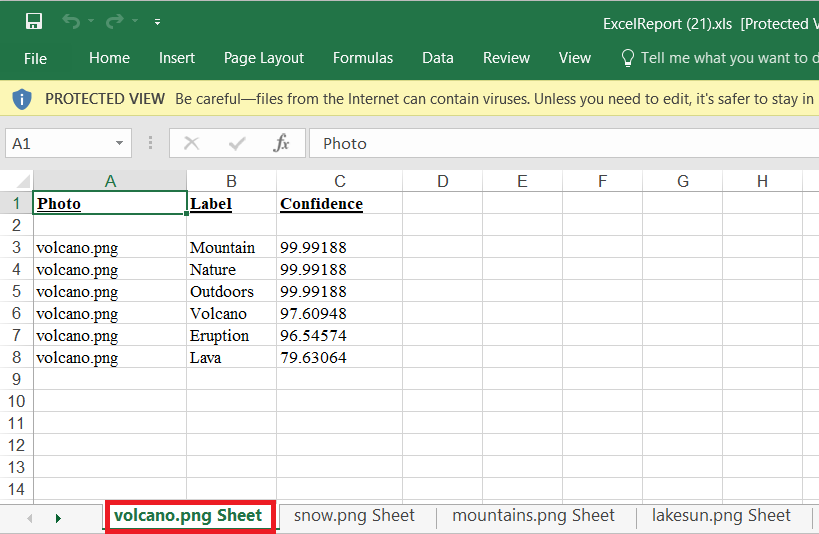 ExcelReport (21).xls [Protected V
File Home Insert Page Layout Formulas Data Review View Tell me what you want to d
PROTECTED VIEW Be careful—files from the Internet can contain viruses. Unless you need to edit, it's safer to stay in
A1 fx Photo
A B C D E F G H
1 Photo Label Confidence
2
3 volcano.png Mountain 99.99188
4 volcano.png Nature 99.99188
5 volcano.png Outdoors 99.99188
6 volcano.png Volcano 97.60948
7 volcano.png Eruption 96.54574
8 volcano.png Lava 79.63064
9
10
11
12
13
14
volcano.png Sheet snow.png Sheet mountains.png Sheet lakesun.png Sheet